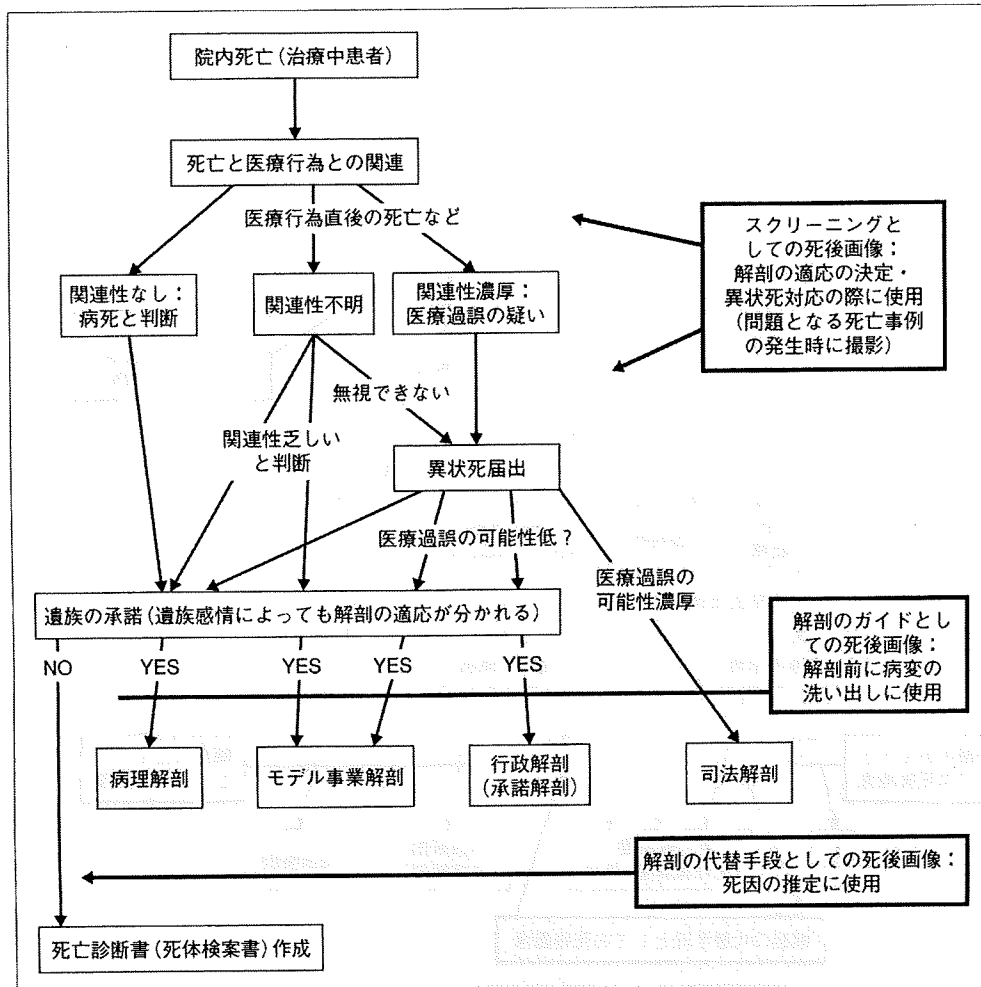 院内死亡(治療中患者)
死亡と医療行為との関連
医療行為直後の死亡など
スクリーニングと
しての死後画像：
解剖の適応の決定・
異状死対応の際に使用
(問題となる死亡事例
の発生時に撮影)
関連性なし：
病死と判断
関連性不明
関連性濃厚：
医療過誤の疑い
無視できない
関連性乏しい
と判断
異状死届出
医療過誤の可能性低？
医療過誤の
可能性濃厚
遺族の承諾(遺族感情によっても解剖の適応が分かれる)
NO
YES
YES
YES
YES
解剖のガイドとし
ての死後画像：
解剖前に病変の
洗い出しに使用
病理解剖
モデル事業解剖
行政解剖
(承諾解剖)
司法解剖
解剖の代替手段としての死後画像：
死因の推定に使用
死亡診断書(死体検案書)作成